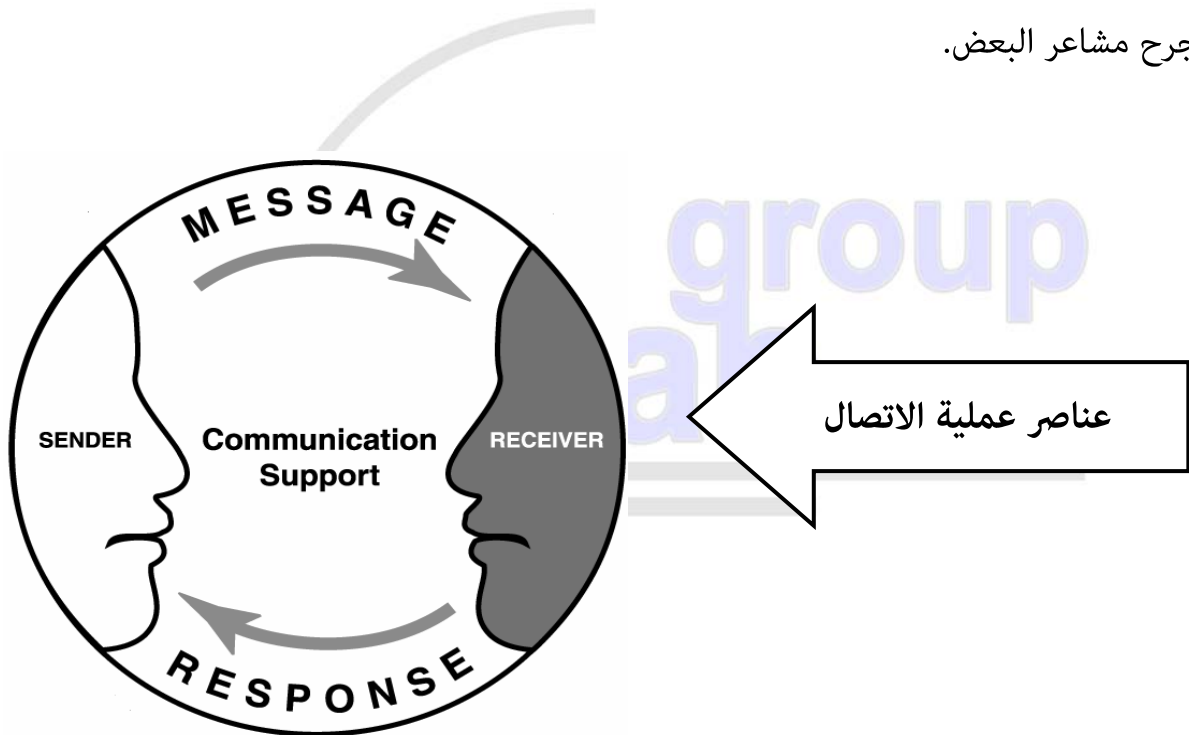 جرح مشاعر البعض.
MESSAGE
group
عناصر عملية الاتصال
SENDER
Communication
Support
RECEIVER
RESPONSE